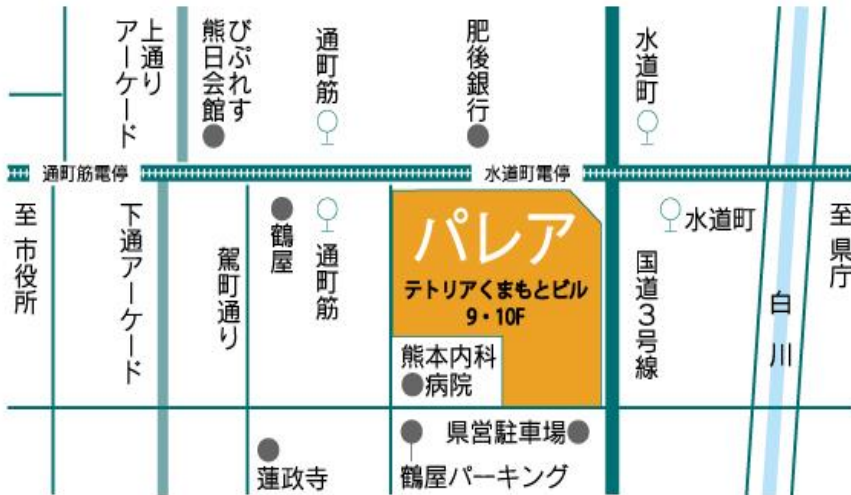 上通り
アーケード
びぷれす
熊日会館
通町筋
肥後銀行
水道町
通町筋電停
水道町電停
至 市役所
下通アーケード
駕町通り
鶴屋
通町筋
パレア
テトリアくまもとビル
9・10F
熊本内科
病院
国道3号線
水道町
白川
至 県庁
蓮政寺
県営駐車場
鶴屋パーキング